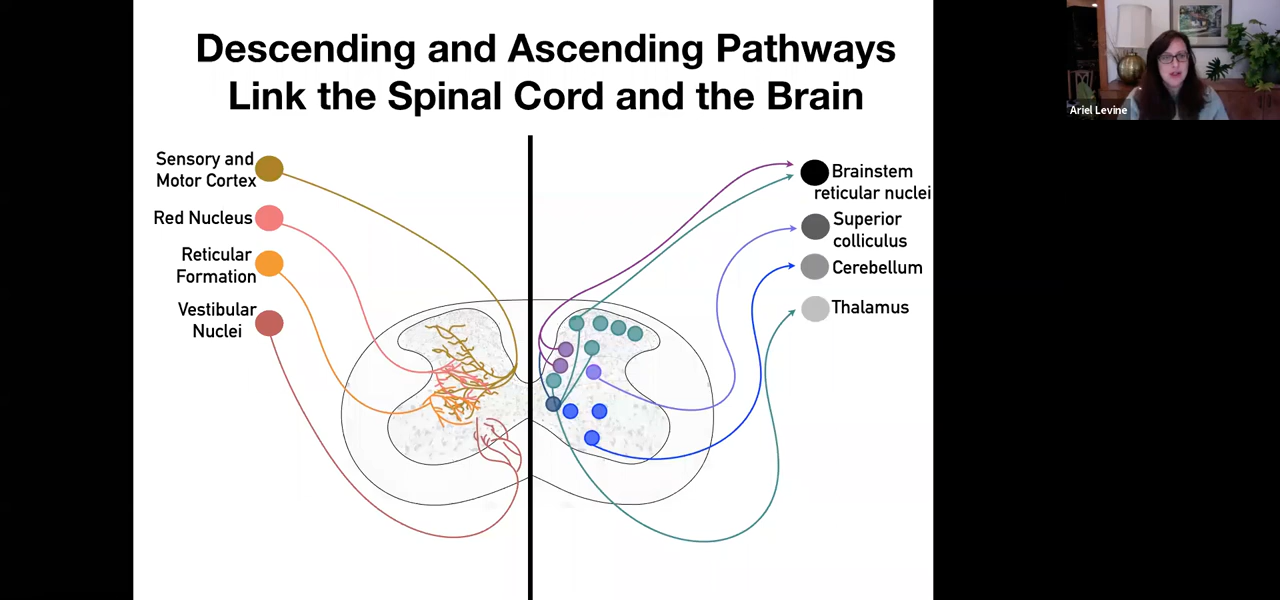 Descending and Ascending Pathways
Link the Spinal Cord and the Brain
Sensory and
Motor Cortex
Red Nucleus
Reticular
Formation
Vestibular
Nuclei
Brainstem
reticular nuclei
Superior
colliculus
Cerebellum
Thalamus
Ariel Levine